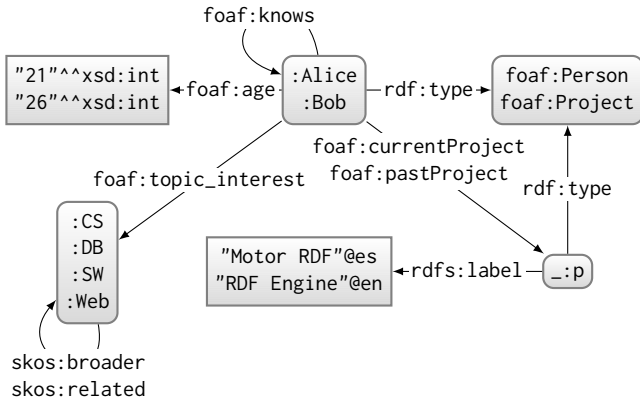 foaf:knows
"21"^^xsd:int
"26"^^xsd:int
foaf:age
:Alice
:Bob
rdf:type
foaf:Person
foaf:Project
foaf:currentProject
foaf:pastProject
foaf:topic_interest
rdf:type
:CS
:DB
:SW
:Web
"Motor RDF"@es
"RDF Engine"@en
rdfs:label
_:p
skos:broader
skos:related